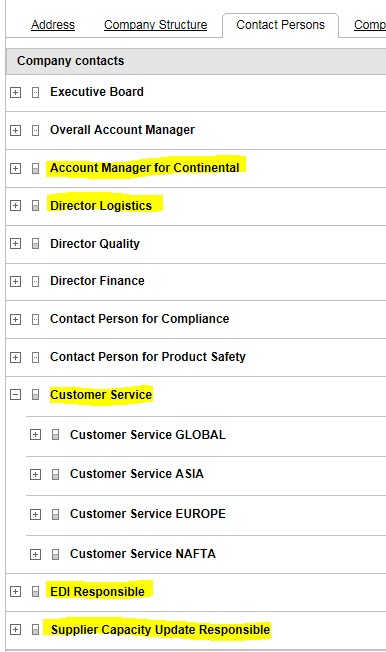 Address Company Structure Contact Persons Comp
Company contacts
Executive Board
Overall Account Manager
Account Manager for Continental
Director Logistics
Director Quality
Director Finance
Contact Person for Compliance
Contact Person for Product Safety
Customer Service
Customer Service GLOBAL
Customer Service ASIA
Customer Service EUROPE
Customer Service NAFTA
EDI Responsible
Supplier Capacity Update Responsible